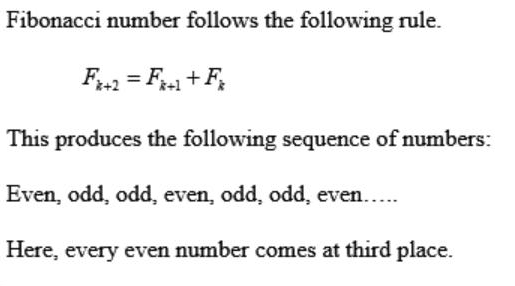 Fibonacci number follows the following rule.
F_{k+2} = F_{k+1} + F_k
This produces the following sequence of numbers:
Even, odd, odd, even, odd, odd, even…..
Here, every even number comes at third place.